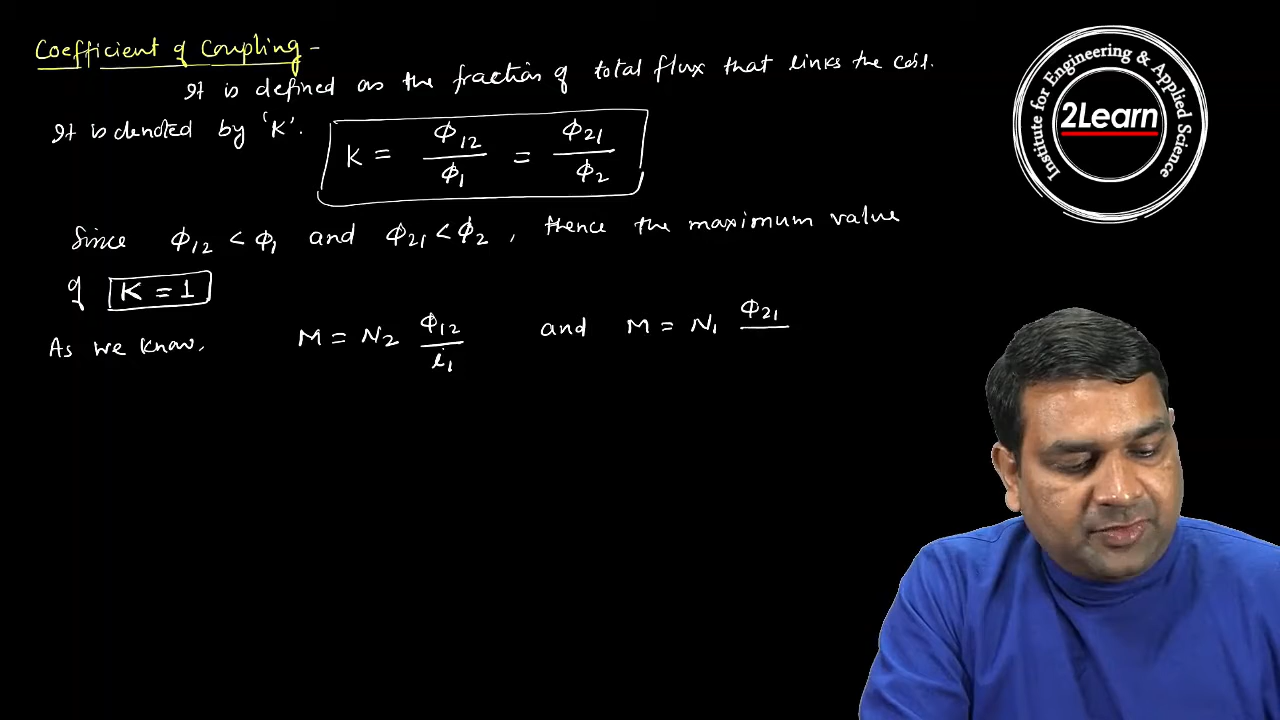 Coefficient of Coupling -
It is defined as the fraction of total flux that links the coil.
It is denoted by 'K'.
K = Φ12 / Φ1 = Φ21 / Φ2
Since Φ12 < Φ1 and Φ21 < Φ2, hence the maximum value
of K = 1
As we know, M = N2 Φ12 / i1 and M = N1 Φ21 /
Institute for Engineering & Applied Science
2Learn